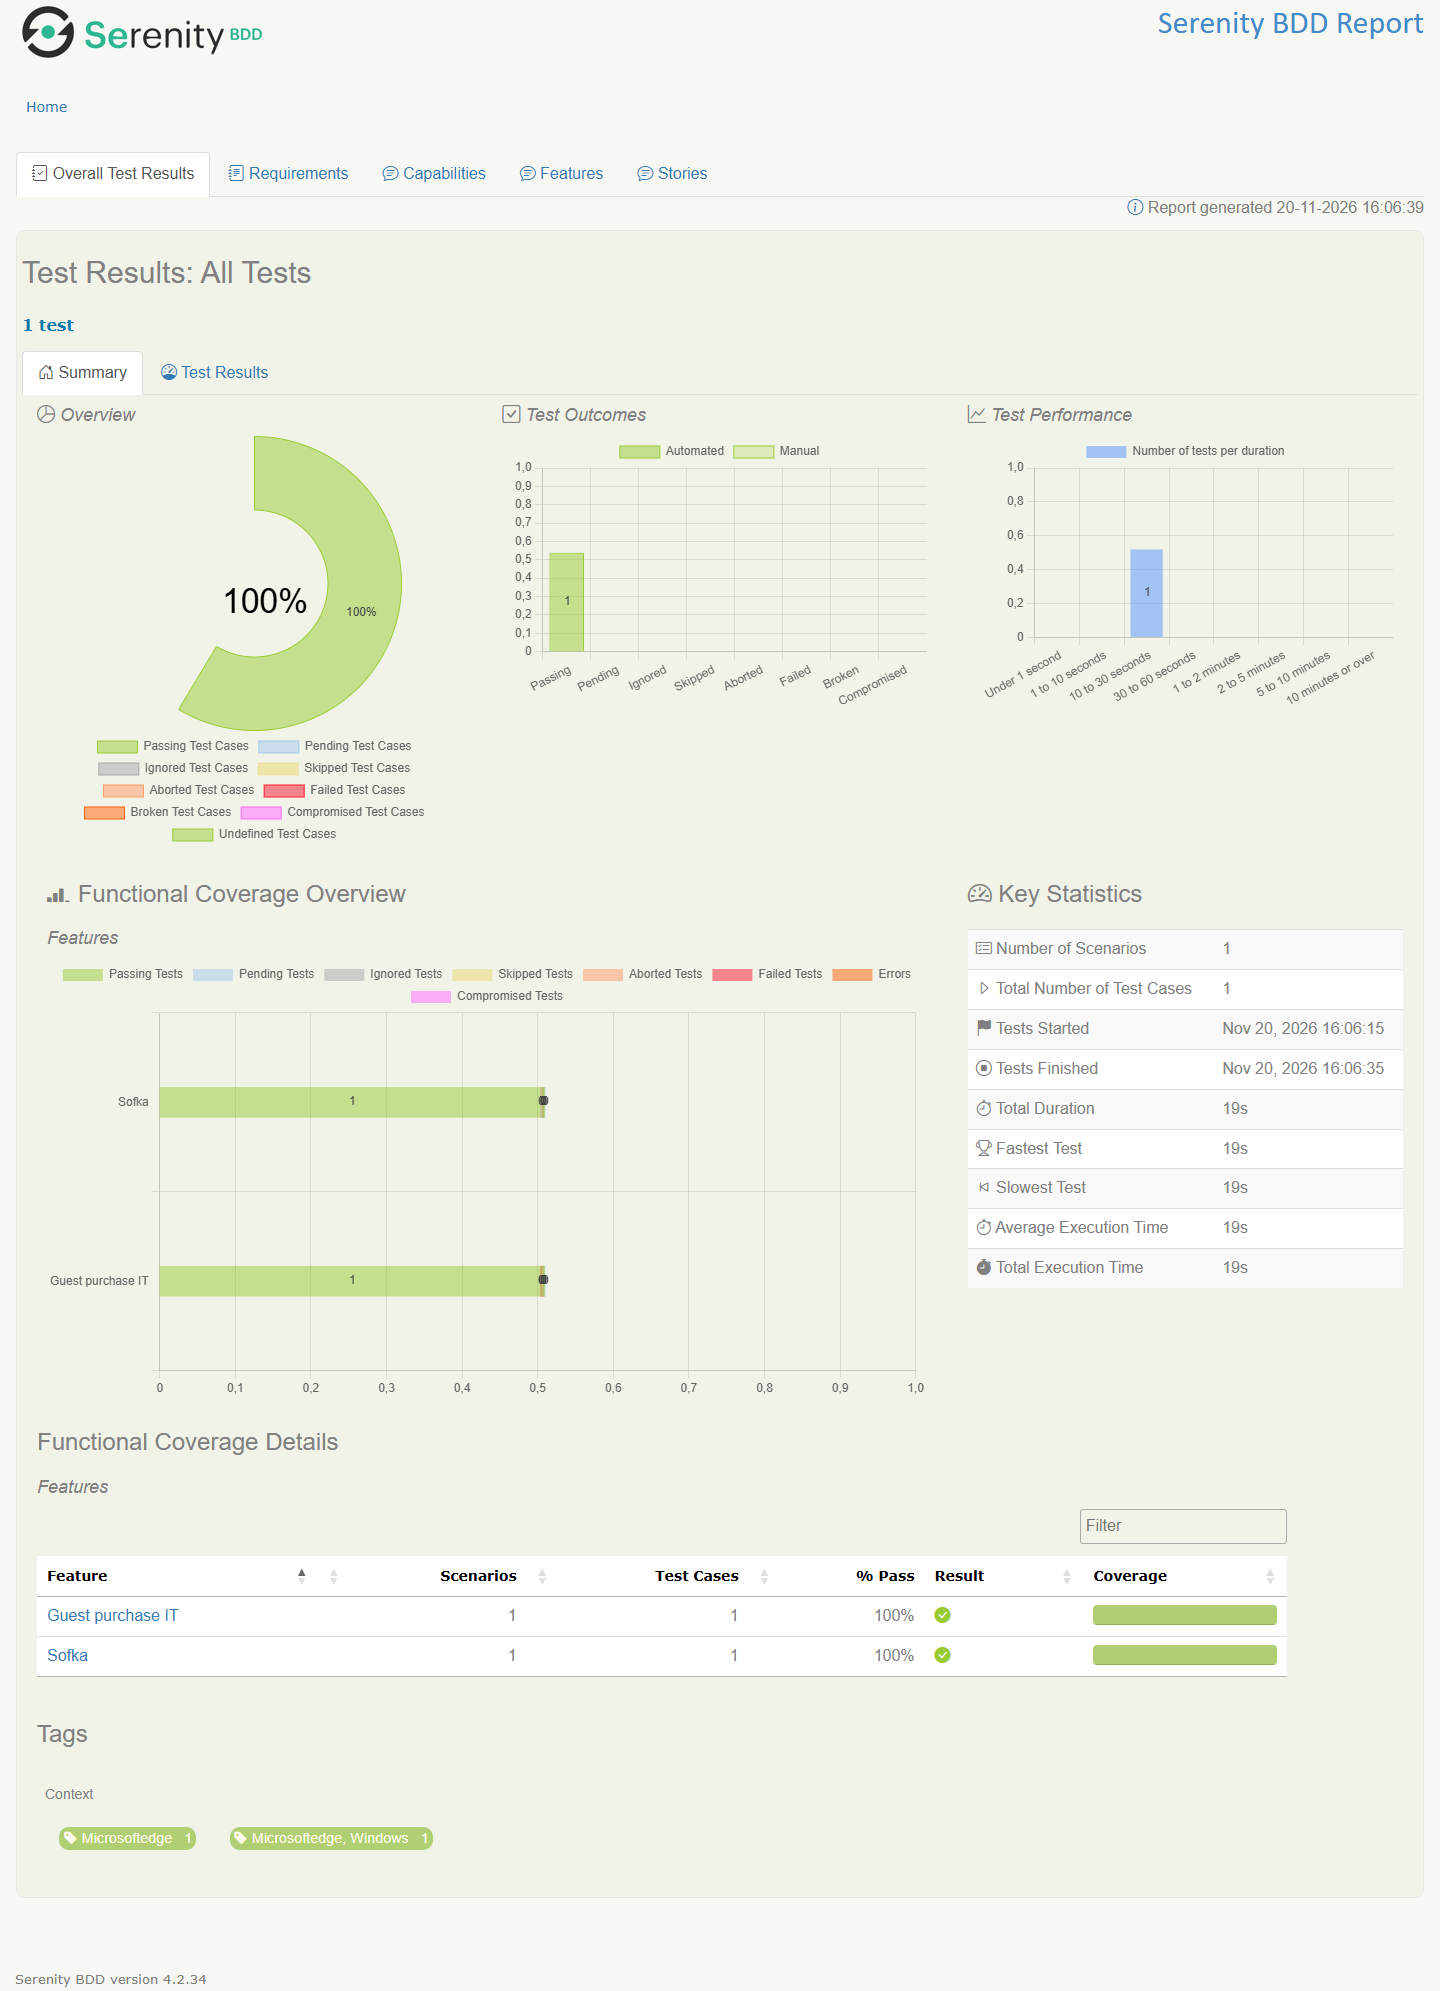 Serenity BDD
Serenity BDD Report
Home
Overall Test Results
Requirements
Capabilities
Features
Stories
Report generated 20-11-2026 16:06:39
Test Results: All Tests
1 test
Summary
Test Results
Overview
100%
100%
Passing Test Cases
Pending Test Cases
Ignored Test Cases
Skipped Test Cases
Aborted Test Cases
Failed Test Cases
Broken Test Cases
Compromised Test Cases
Undefined Test Cases
Test Outcomes
Automated
Manual
1,0
0,9
0,8
0,7
0,6
0,5
0,4
0,3
0,2
0,1
0
1
Passing
Pending
Ignored
Skipped
Aborted
Failed
Broken
Compromised
Test Performance
Number of tests per duration
1,0
0,8
0,6
0,4
0,2
0
1
Under 1 second
1 to 10 seconds
10 to 30 seconds
30 to 60 seconds
1 to 2 minutes
2 to 5 minutes
5 to 10 minutes
10 minutes or over
Functional Coverage Overview
Features
Passing Tests
Pending Tests
Ignored Tests
Skipped Tests
Aborted Tests
Failed Tests
Errors
Compromised Tests
Sofka
1
Guest purchase IT
1
0
0,1
0,2
0,3
0,4
0,5
0,6
0,7
0,8
0,9
1,0
Key Statistics
Number of Scenarios 1
Total Number of Test Cases 1
Tests Started Nov 20, 2026 16:06:15
Tests Finished Nov 20, 2026 16:06:35
Total Duration 19s
Fastest Test 19s
Slowest Test 19s
Average Execution Time 19s
Total Execution Time 19s
Functional Coverage Details
Features
Filter
Feature Scenarios Test Cases % Pass Result Coverage
Guest purchase IT 1 1 100%
Sofka 1 1 100%
Tags
Context
Microsoftedge 1
Microsoftedge, Windows 1
Serenity BDD version 4.2.34